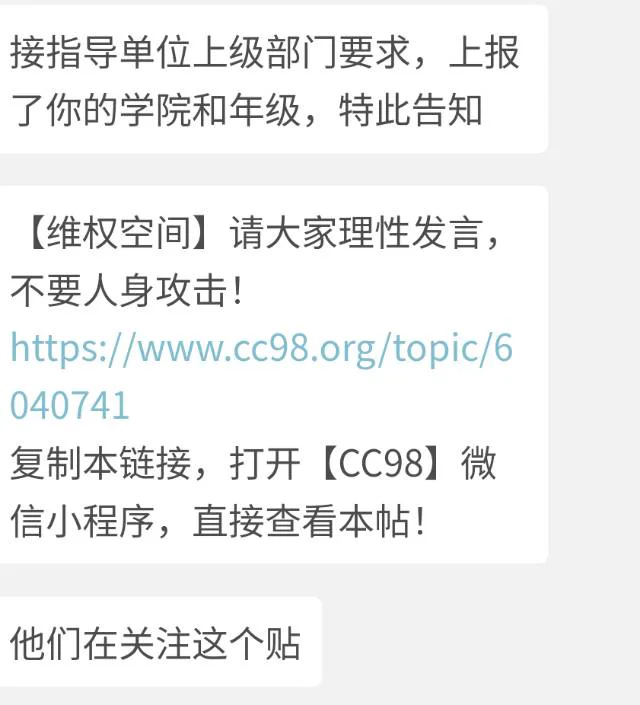 接指导单位上级部门要求，上报
了你的学院和年级，特此告知
【维权空间】请大家理性发言，
不要人身攻击！
https://www.cc98.org/topic/6
040741
复制本链接，打开【CC98】微
信小程序，直接查看本帖！
他们在关注这个贴